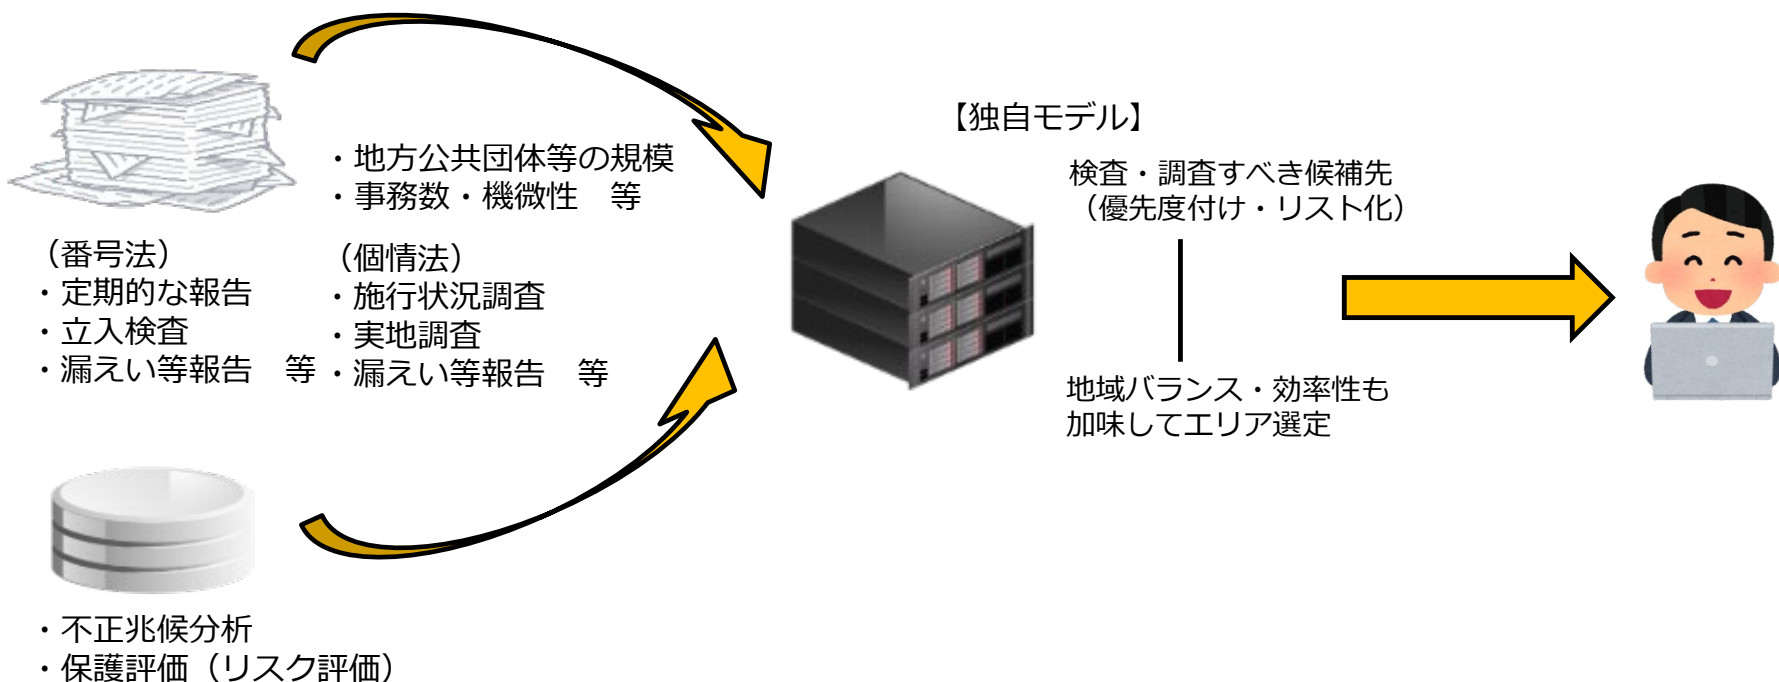 ・地方公共団体等の規模
・事務数・機微性　等
（番号法）
・定期的な報告
・立入検査
・漏えい等報告　等
（個情法）
・施行状況調査
・実地調査
・漏えい等報告　等
・不正兆候分析
・保護評価（リスク評価）
【独自モデル】
検査・調査すべき候補先
（優先度付け・リスト化）
地域バランス・効率性も
加味してエリア選定